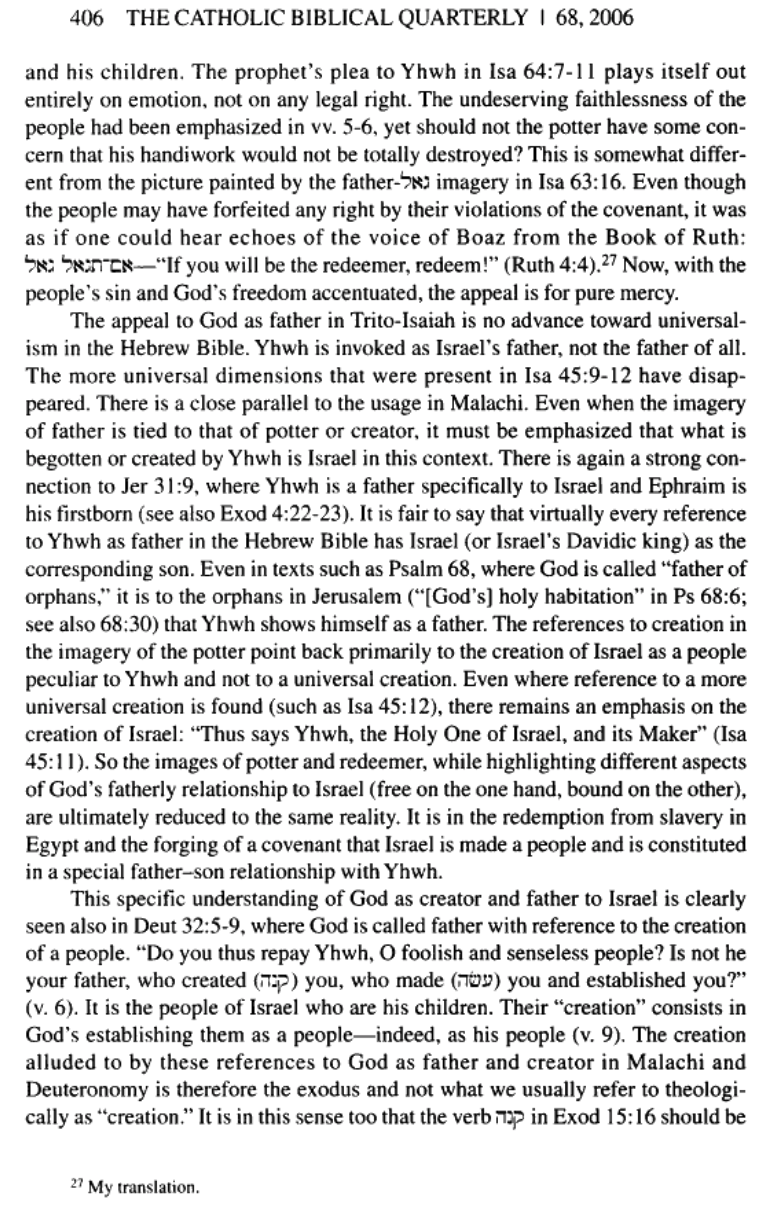 406 THE CATHOLIC BIBLICAL QUARTERLY | 68, 2006
and his children. The prophet's plea to Yhwh in Isa 64:7-11 plays itself out
entirely on emotion, not on any legal right. The undeserving faithlessness of the
people had been emphasized in vv. 5-6, yet should not the potter have some con-
cern that his handiwork would not be totally destroyed? This is somewhat differ-
ent from the picture painted by the father-גאל imagery in Isa 63:16. Even though
the people may have forfeited any right by their violations of the covenant, it was
as if one could hear echoes of the voice of Boaz from the Book of Ruth:
אם־תגאל גאל—"If you will be the redeemer, redeem!" (Ruth 4:4).27 Now, with the
people's sin and God's freedom accentuated, the appeal is for pure mercy.
The appeal to God as father in Trito-Isaiah is no advance toward universal-
ism in the Hebrew Bible. Yhwh is invoked as Israel's father, not the father of all.
The more universal dimensions that were present in Isa 45:9-12 have disap-
peared. There is a close parallel to the usage in Malachi. Even when the imagery
of father is tied to that of potter or creator, it must be emphasized that what is
begotten or created by Yhwh is Israel in this context. There is again a strong con-
nection to Jer 31:9, where Yhwh is a father specifically to Israel and Ephraim is
his firstborn (see also Exod 4:22-23). It is fair to say that virtually every reference
to Yhwh as father in the Hebrew Bible has Israel (or Israel's Davidic king) as the
corresponding son. Even in texts such as Psalm 68, where God is called "father of
orphans," it is to the orphans in Jerusalem ("[God's] holy habitation" in Ps 68:6;
see also 68:30) that Yhwh shows himself as a father. The references to creation in
the imagery of the potter point back primarily to the creation of Israel as a people
peculiar to Yhwh and not to a universal creation. Even where reference to a more
universal creation is found (such as Isa 45:12), there remains an emphasis on the
creation of Israel: "Thus says Yhwh, the Holy One of Israel, and its Maker" (Isa
45:11). So the images of potter and redeemer, while highlighting different aspects
of God's fatherly relationship to Israel (free on the one hand, bound on the other),
are ultimately reduced to the same reality. It is in the redemption from slavery in
Egypt and the forging of a covenant that Israel is made a people and is constituted
in a special father–son relationship with Yhwh.
This specific understanding of God as creator and father to Israel is clearly
seen also in Deut 32:5-9, where God is called father with reference to the creation
of a people. "Do you thus repay Yhwh, O foolish and senseless people? Is not he
your father, who created (קָנָה) you, who made (עָשָׂה) you and established you?"
(v. 6). It is the people of Israel who are his children. Their "creation" consists in
God's establishing them as a people—indeed, as his people (v. 9). The creation
alluded to by these references to God as father and creator in Malachi and
Deuteronomy is therefore the exodus and not what we usually refer to theologi-
cally as "creation." It is in this sense too that the verb קָנָה in Exod 15:16 should be
27 My translation.